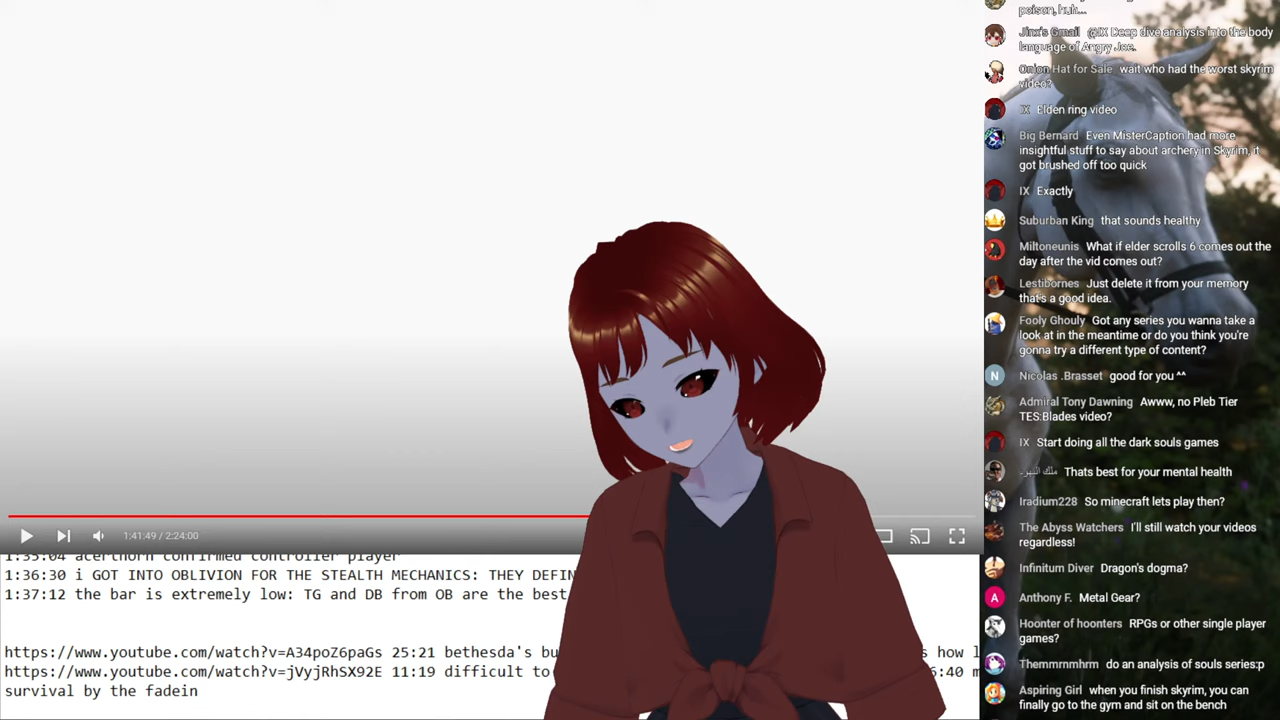 poison, huh...
Jinx's Gmail @IX Deep dive analysis into the body
language of Angry Joe.
Onion Hat for Sale wait who had the worst skyrim
video?
IX Elden ring video
Big Bernard Even MisterCaption had more
insightful stuff to say about archery in Skyrim, it
got brushed off too quick
IX Exactly
Suburban King that sounds healthy
Miltoneunis What if elder scrolls 6 comes out the
day after the vid comes out?
Lestibornes Just delete it from your memory
that's a good idea.
Fooly Ghouly Got any series you wanna take a
look at in the meantime or do you think you're
gonna try a different type of content?
N Nicolas .Brasset good for you ^^
Admiral Tony Dawning Awww, no Pleb Tier
TES:Blades video?
IX Start doing all the dark souls games
Thats best for your mental health
Iradium228 So minecraft lets play then?
The Abyss Watchers I'll still watch your videos
regardless!
Infinitum Diver Dragon's dogma?
A Anthony F. Metal Gear?
Hoonter of hoonters RPGs or other single player
games?
Themmrnmhrm do an analysis of souls series:p
Aspiring Girl when you finish skyrim, you can
finally go to the gym and sit on the bench
1:41:49 / 2:24:00
1:35:04 acerthorn confirmed controller player
1:36:30 i GOT INTO OBLIVION FOR THE STEALTH MECHANICS: THEY DEFIN
1:37:12 the bar is extremely low: TG and DB from OB are the best
https://www.youtube.com/watch?v=A34poZ6paGs 25:21 bethesda's bu s how l
https://www.youtube.com/watch?v=jVyjRhSX92E 11:19 difficult to 6:40 m
survival by the fadein